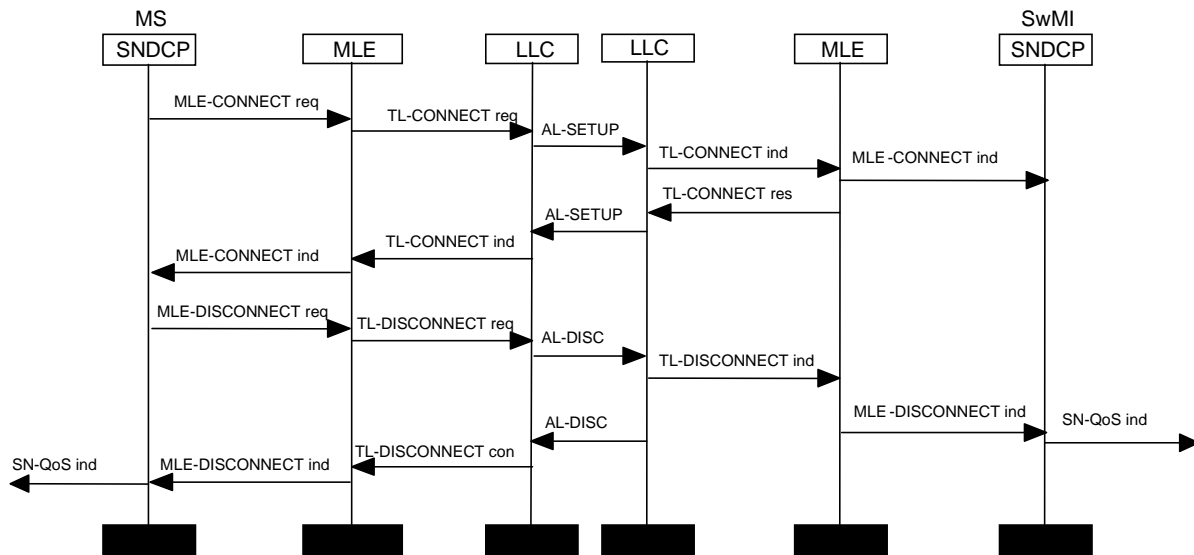 MS
SwMI
SNDCP
MLE
LLC
LLC
MLE
SNDCP
MLE-CONNECT req
TL-CONNECT req
AL-SETUP
TL-CONNECT ind
MLE-CONNECT ind
TL-CONNECT res
AL-SETUP
TL-CONNECT ind
MLE-CONNECT ind
MLE-DISCONNECT req
TL-DISCONNECT req
AL-DISC
TL-DISCONNECT ind
MLE-DISCONNECT ind
SN-QoS ind
AL-DISC
TL-DISCONNECT con
MLE-DISCONNECT ind
SN-QoS ind